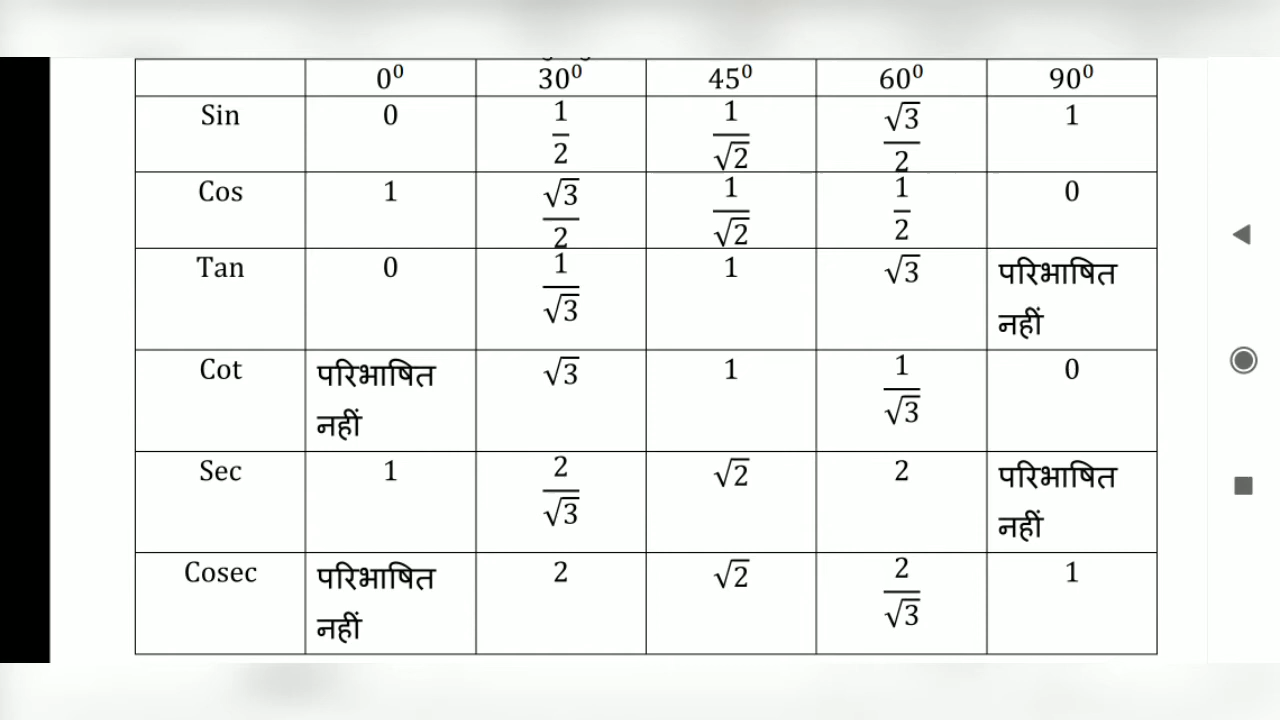 0⁰ 30⁰ 45⁰ 60⁰ 90⁰
Sin 0 1/2 1/√2 √3/2 1
Cos 1 √3/2 1/√2 1/2 0
Tan 0 1/√3 1 √3 परिभाषित
नहीं
Cot परिभाषित √3 1 1/√3 0
नहीं
Sec 1 2/√3 √2 2 परिभाषित
नहीं
Cosec परिभाषित 2 √2 2/√3 1
नहीं